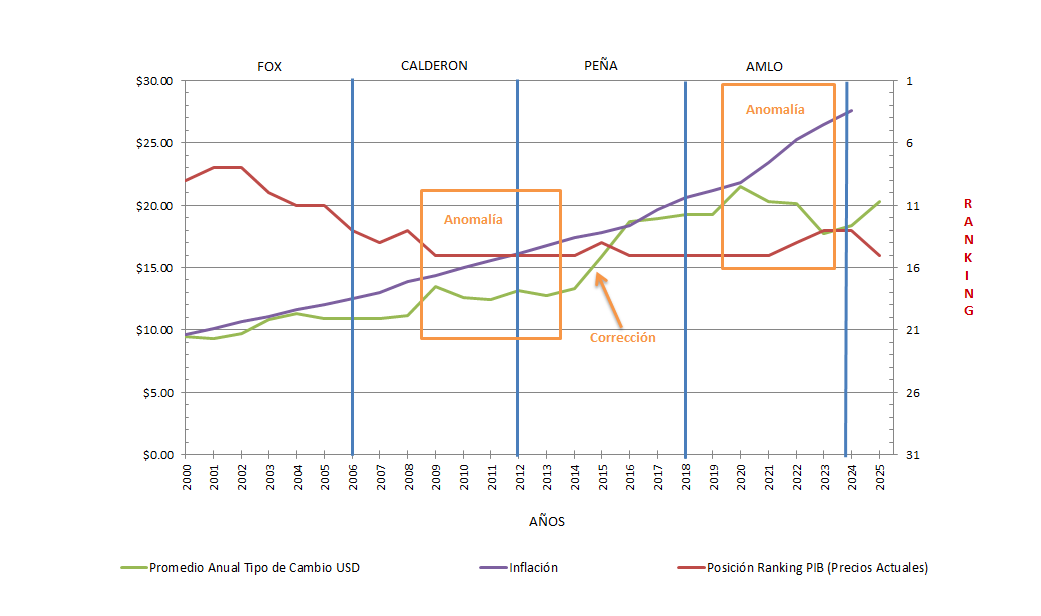 FOX
CALDERON
PEÑA
AMLO
$30.00
$25.00
$20.00
$15.00
$10.00
$5.00
$0.00
1
6
11
16
21
26
31
Anomalía
Anomalía
Corrección
R
A
N
K
I
N
G
2000
2001
2002
2003
2004
2005
2006
2007
2008
2009
2010
2011
2012
2013
2014
2015
2016
2017
2018
2019
2020
2021
2022
2023
2024
2025
AÑOS
Promedio Anual Tipo de Cambio USD
Inflación
Posición Ranking PIB (Precios Actuales)